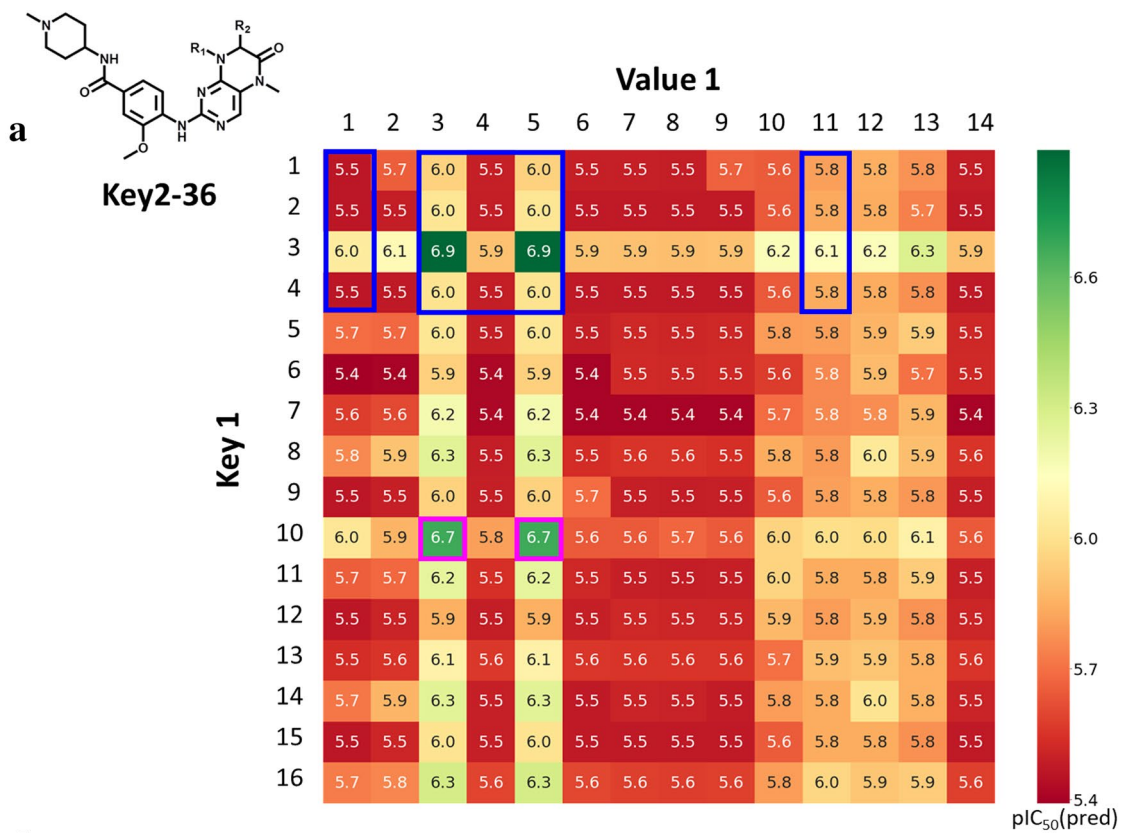 a
N
NH
O
O
N
H
N
N
N
N
O
R₁
R₂
Key2-36
Value 1
1 2 3 4 5 6 7 8 8 10 11 12 13 14
Key 1
1 5.5 5.7 6.0 5.5 6.0 5.5 5.5 5.5 5.7 5.6 5.8 5.8 5.8 5.5
2 5.5 5.5 6.0 5.5 6.0 5.5 5.5 5.5 5.5 5.6 5.8 5.8 5.7 5.5
3 6.0 6.1 6.9 5.9 6.9 5.9 5.9 5.9 5.9 6.2 6.1 6.2 6.3 5.9
4 5.5 5.5 6.0 5.5 6.0 5.5 5.5 5.5 5.5 5.6 5.8 5.8 5.8 5.5
5 5.7 5.7 6.0 5.5 6.0 5.5 5.5 5.5 5.5 5.8 5.8 5.9 5.9 5.5
6 5.4 5.4 5.9 5.4 5.9 5.4 5.5 5.5 5.5 5.6 5.8 5.9 5.7 5.5
7 5.6 5.6 6.2 5.4 6.2 5.4 5.4 5.4 5.4 5.7 5.8 5.8 5.9 5.4
8 5.8 5.9 6.3 5.5 6.3 5.5 5.6 5.6 5.5 5.8 5.8 6.0 5.9 5.6
9 5.5 5.5 6.0 5.5 6.0 5.7 5.5 5.5 5.5 5.6 5.8 5.8 5.8 5.5
10 6.0 5.9 6.7 5.8 6.7 5.6 5.6 5.7 5.6 6.0 6.0 6.0 6.1 5.6
11 5.7 5.7 6.2 5.5 6.2 5.5 5.5 5.5 5.5 6.0 5.8 5.8 5.9 5.5
12 5.5 5.5 5.9 5.5 5.9 5.5 5.5 5.5 5.5 5.9 5.8 5.9 5.8 5.5
13 5.5 5.6 6.1 5.6 6.1 5.6 5.6 5.6 5.6 5.7 5.9 5.9 5.8 5.6
14 5.7 5.9 6.3 5.5 6.3 5.5 5.5 5.5 5.5 5.8 5.8 6.0 5.8 5.5
15 5.5 5.5 6.0 5.5 6.0 5.5 5.5 5.5 5.5 5.6 5.8 5.8 5.8 5.5
16 5.7 5.8 6.3 5.6 6.3 5.6 5.6 5.6 5.6 5.8 6.0 5.9 5.9 5.6
6.6
6.3
6.0
5.7
5.4
pIC₅₀(pred)